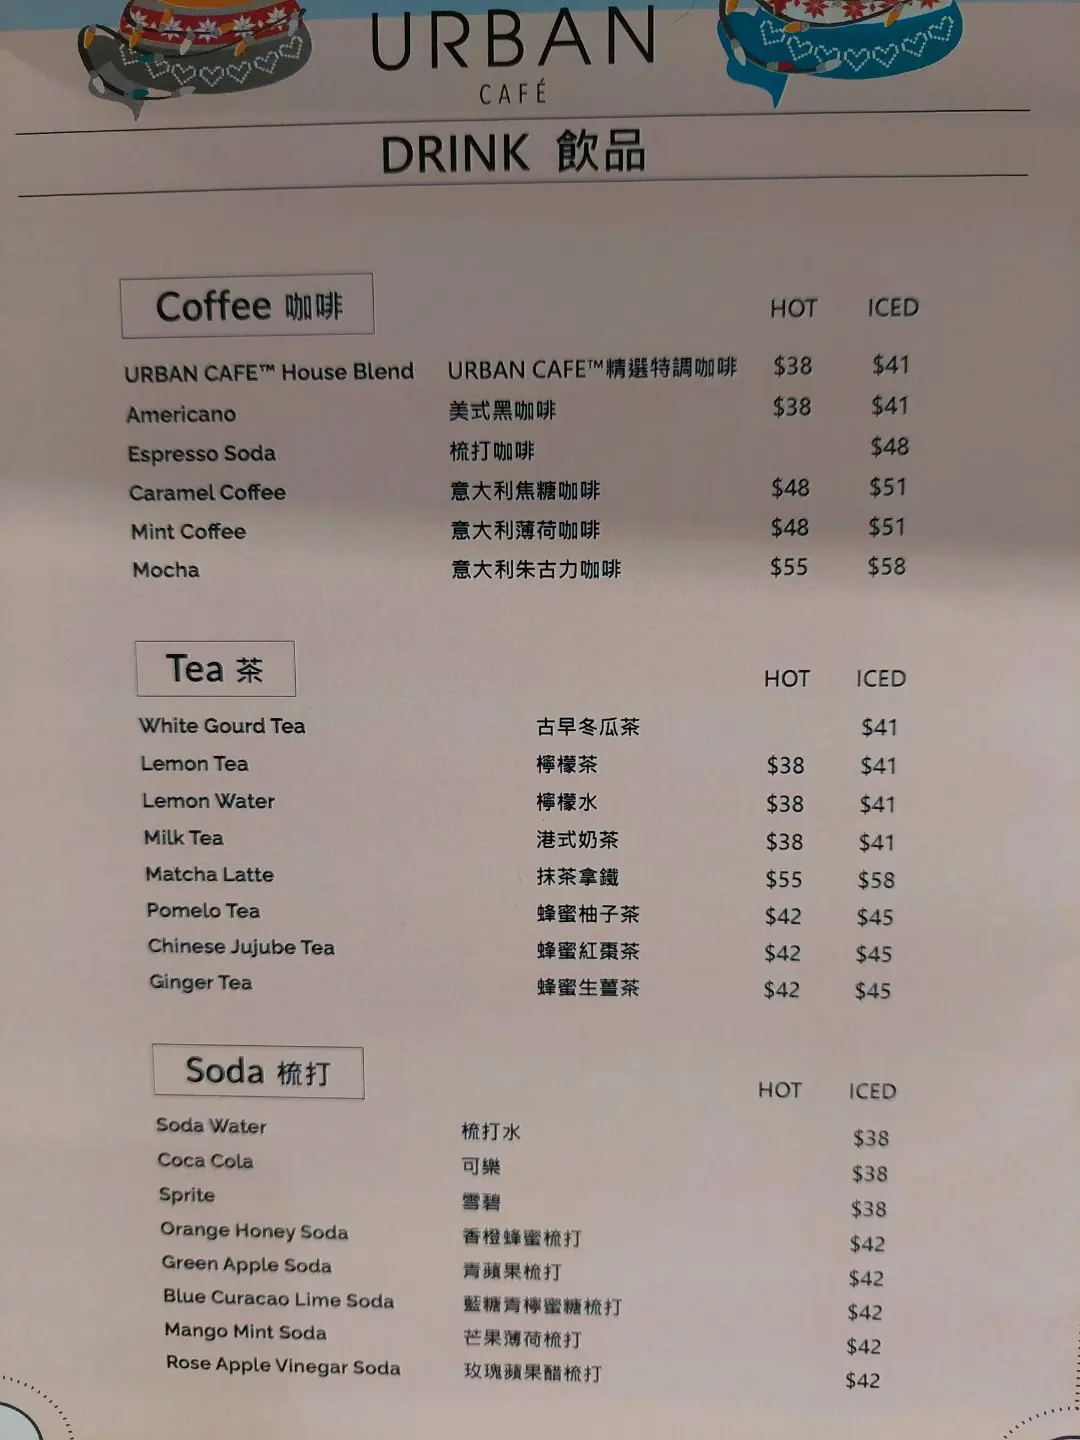 URBAN
CAFÉ
DRINK 飲品
Coffee 咖啡 HOT ICED
URBAN CAFE™ House Blend URBAN CAFE™精選特調咖啡 $38 $41
Americano 美式黑咖啡 $38 $41
Espresso Soda 梳打咖啡 $48
Caramel Coffee 意大利焦糖咖啡 $48 $51
Mint Coffee 意大利薄荷咖啡 $48 $51
Mocha 意大利朱古力咖啡 $55 $58
Tea 茶 HOT ICED
White Gourd Tea 古早冬瓜茶 $41
Lemon Tea 檸檬茶 $38 $41
Lemon Water 檸檬水 $38 $41
Milk Tea 港式奶茶 $38 $41
Matcha Latte 抹茶拿鐵 $55 $58
Pomelo Tea 蜂蜜柚子茶 $42 $45
Chinese Jujube Tea 蜂蜜紅棗茶 $42 $45
Ginger Tea 蜂蜜生薑茶 $42 $45
Soda 梳打 HOT ICED
Soda Water 梳打水 $38
Coca Cola 可樂 $38
Sprite 雪碧 $38
Orange Honey Soda 香橙蜂蜜梳打 $42
Green Apple Soda 青蘋果梳打 $42
Blue Curacao Lime Soda 藍糖青檸蜜糖梳打 $42
Mango Mint Soda 芒果薄荷梳打 $42
Rose Apple Vinegar Soda 玫瑰蘋果醋梳打 $42